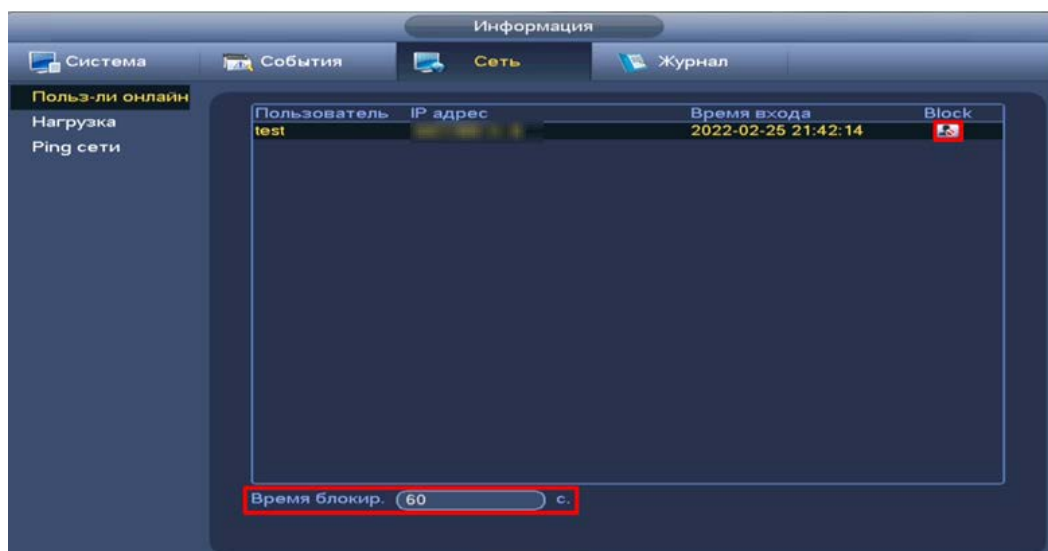 Информация
Система События Сеть Журнал
Польз-ли онлайн
Нагрузка
Ping сети
Пользователь IP адрес Время входа Block
test 2022-02-25 21:42:14
Время блокир. 60 с.